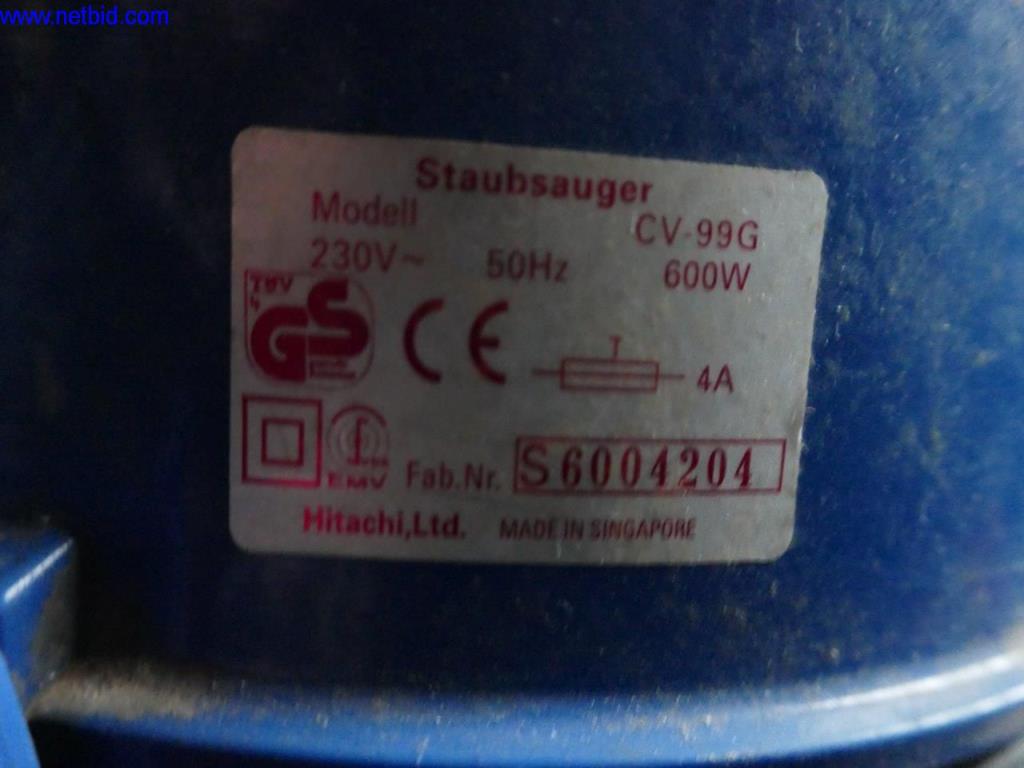 www.netbid.com
Staubsauger
Modell CV-99G
230V~ 50Hz 600W
TÜV
GS
CE
T
4A
EMV
Fab.Nr. S6004204
Hitachi,Ltd. MADE IN SINGAPORE